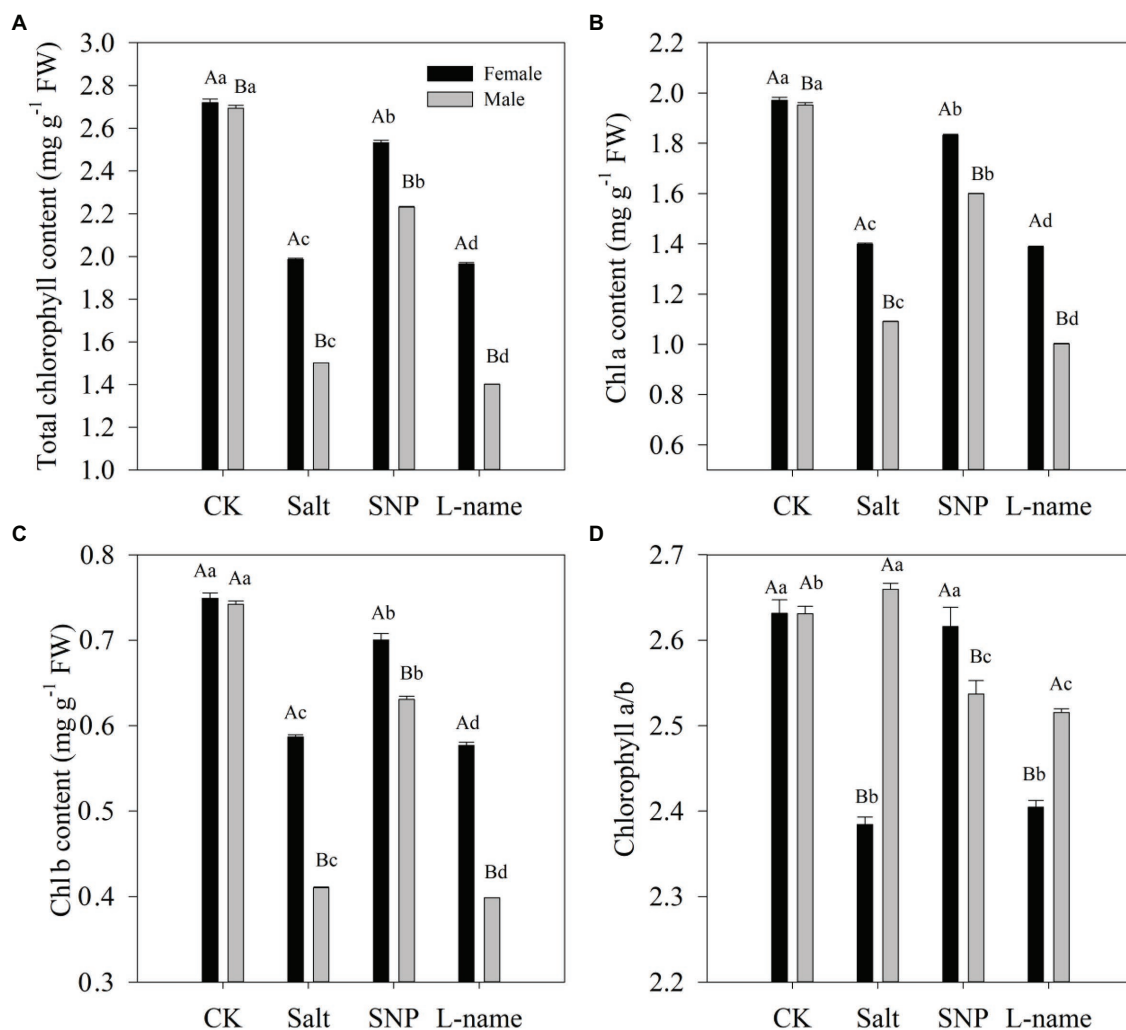 A
Total chlorophyll content (mg g-1 FW)
3.0
2.8
2.6
2.4
2.2
2.0
1.8
1.6
1.4
1.2
1.0
Female
Male
Aa Ba
Ac
Bc
Ab
Bb
Ad
Bd
CK Salt SNP L-name
B
Chl a content (mg g-1 FW)
2.2
2.0
1.8
1.6
1.4
1.2
1.0
0.8
0.6
Aa Ba
Ac
Bc
Ab
Bb
Ad
Bd
CK Salt SNP L-name
C
Chl b content (mg g-1 FW)
0.8
0.7
0.6
0.5
0.4
0.3
Aa Aa
Ac
Bc
Ab
Bb
Ad
Bd
CK Salt SNP L-name
D
Chlorophyll a/b
2.7
2.6
2.5
2.4
2.3
2.2
Aa Ab
Bb
Aa
Aa
Bc
Bb
Ac
CK Salt SNP L-name